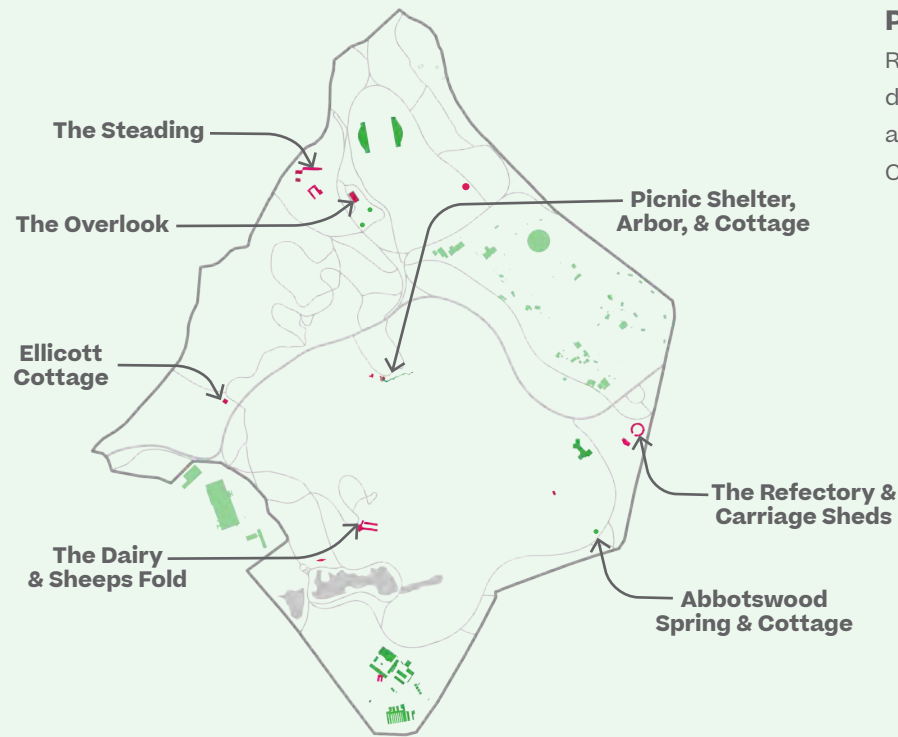 The Steading
The Overlook
Picnic Shelter,
Arbor, & Cottage
Ellicott
Cottage
The Refectory &
Carriage Sheds
The Dairy
& Sheeps Fold
Abbotswood
Spring & Cottage